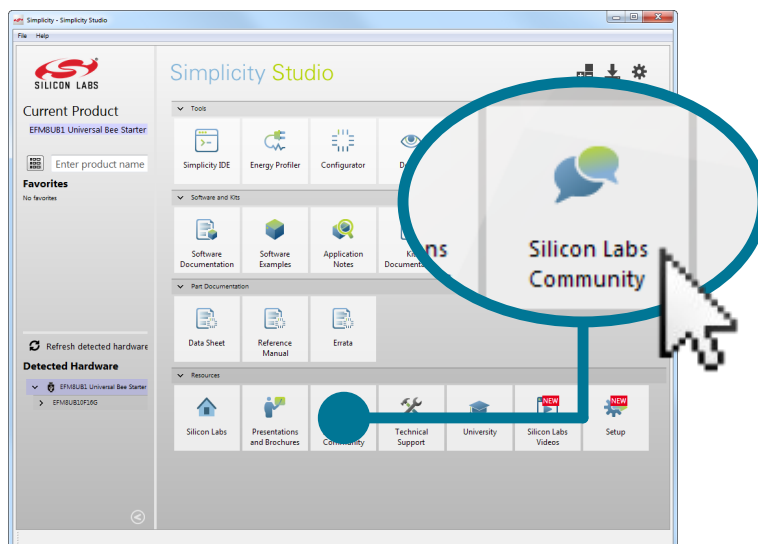 Simplicity - Simplicity Studio
File Help
SILICON LABS
Simplicity Studio
Current Product
EFM8UB1 Universal Bee Starter
Enter product name
Favorites
No favorites
Tools
Simplicity IDE
Energy Profiler
Configurator
Software and Kits
Software
Documentation
Software
Examples
Application
Notes
Part Documentation
Data Sheet
Reference
Manual
Errata
Refresh detected hardware
Detected Hardware
EFM8UB1 Universal Bee Starter
EFM8UB10F16G
Resources
Silicon Labs
Presentations
and Brochures
Community
Technical
Support
University
NEW
Silicon Labs
Videos
NEW
Setup
Silicon Labs
Community